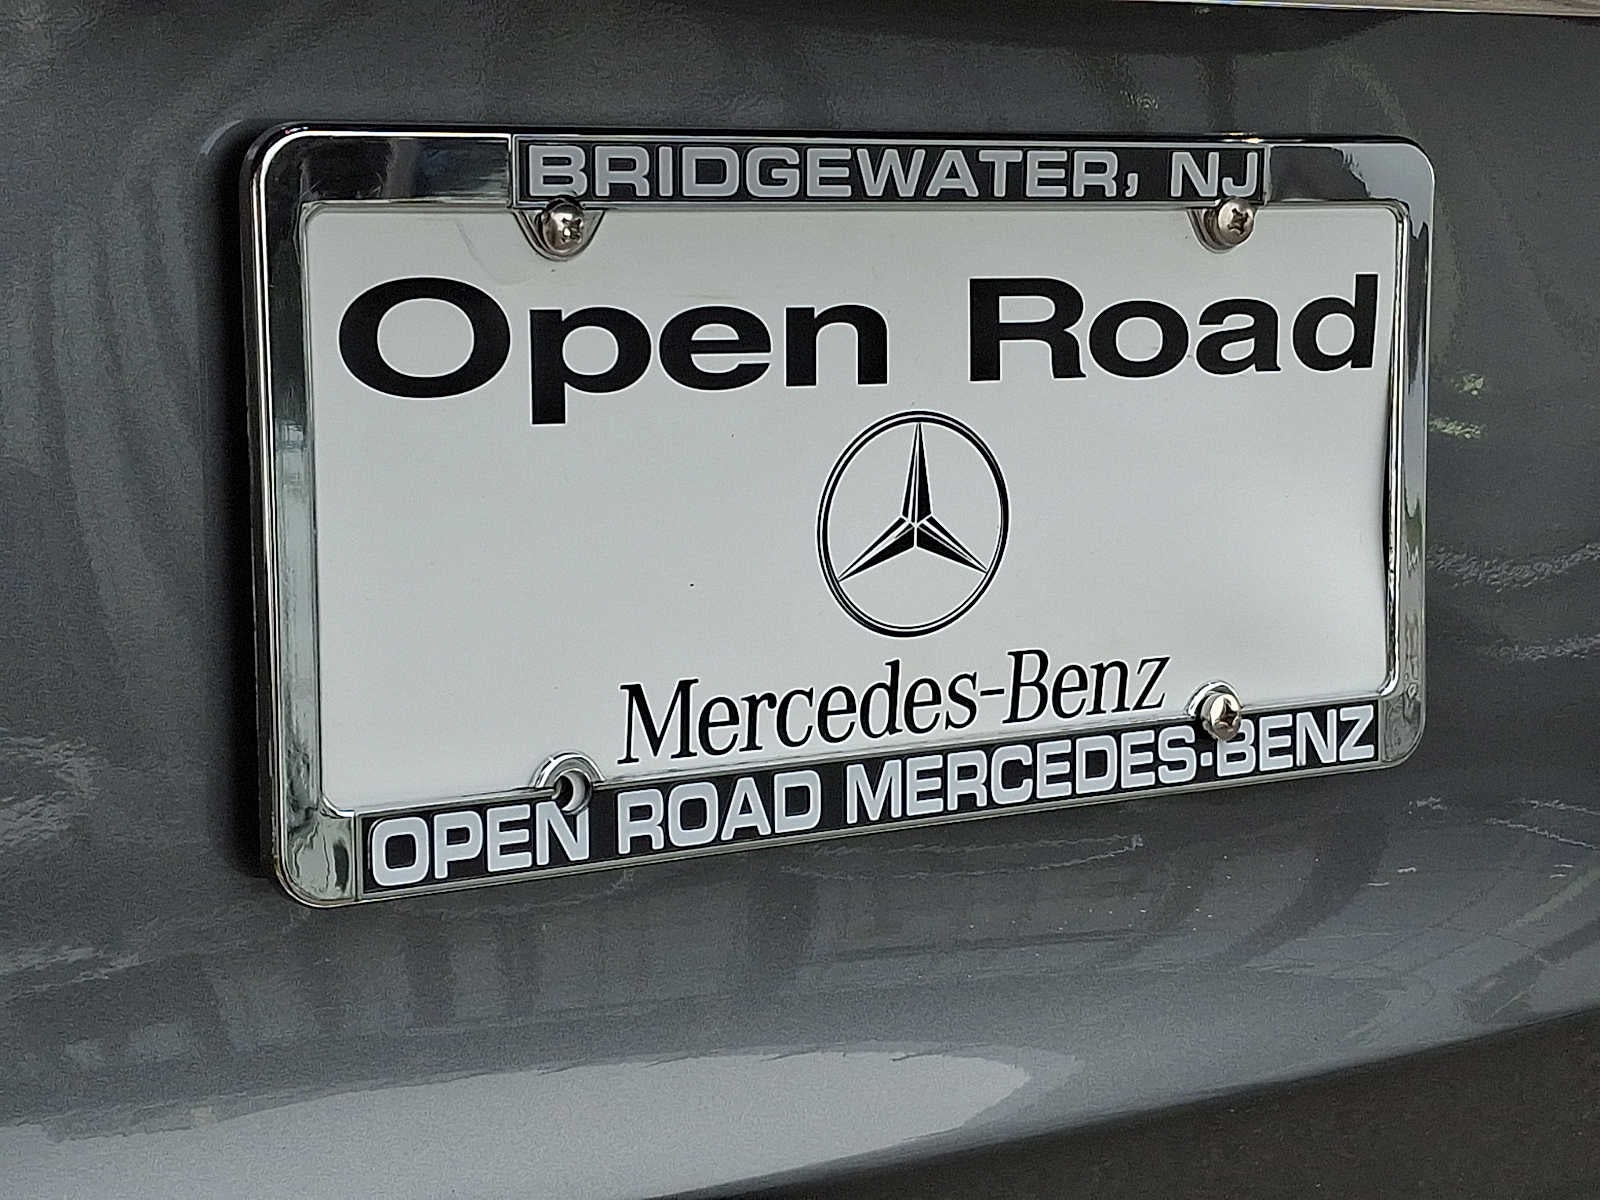 BRIDGEWATER, NJ
Open Road
Mercedes-Benz
OPEN ROAD MERCEDES-BENZ